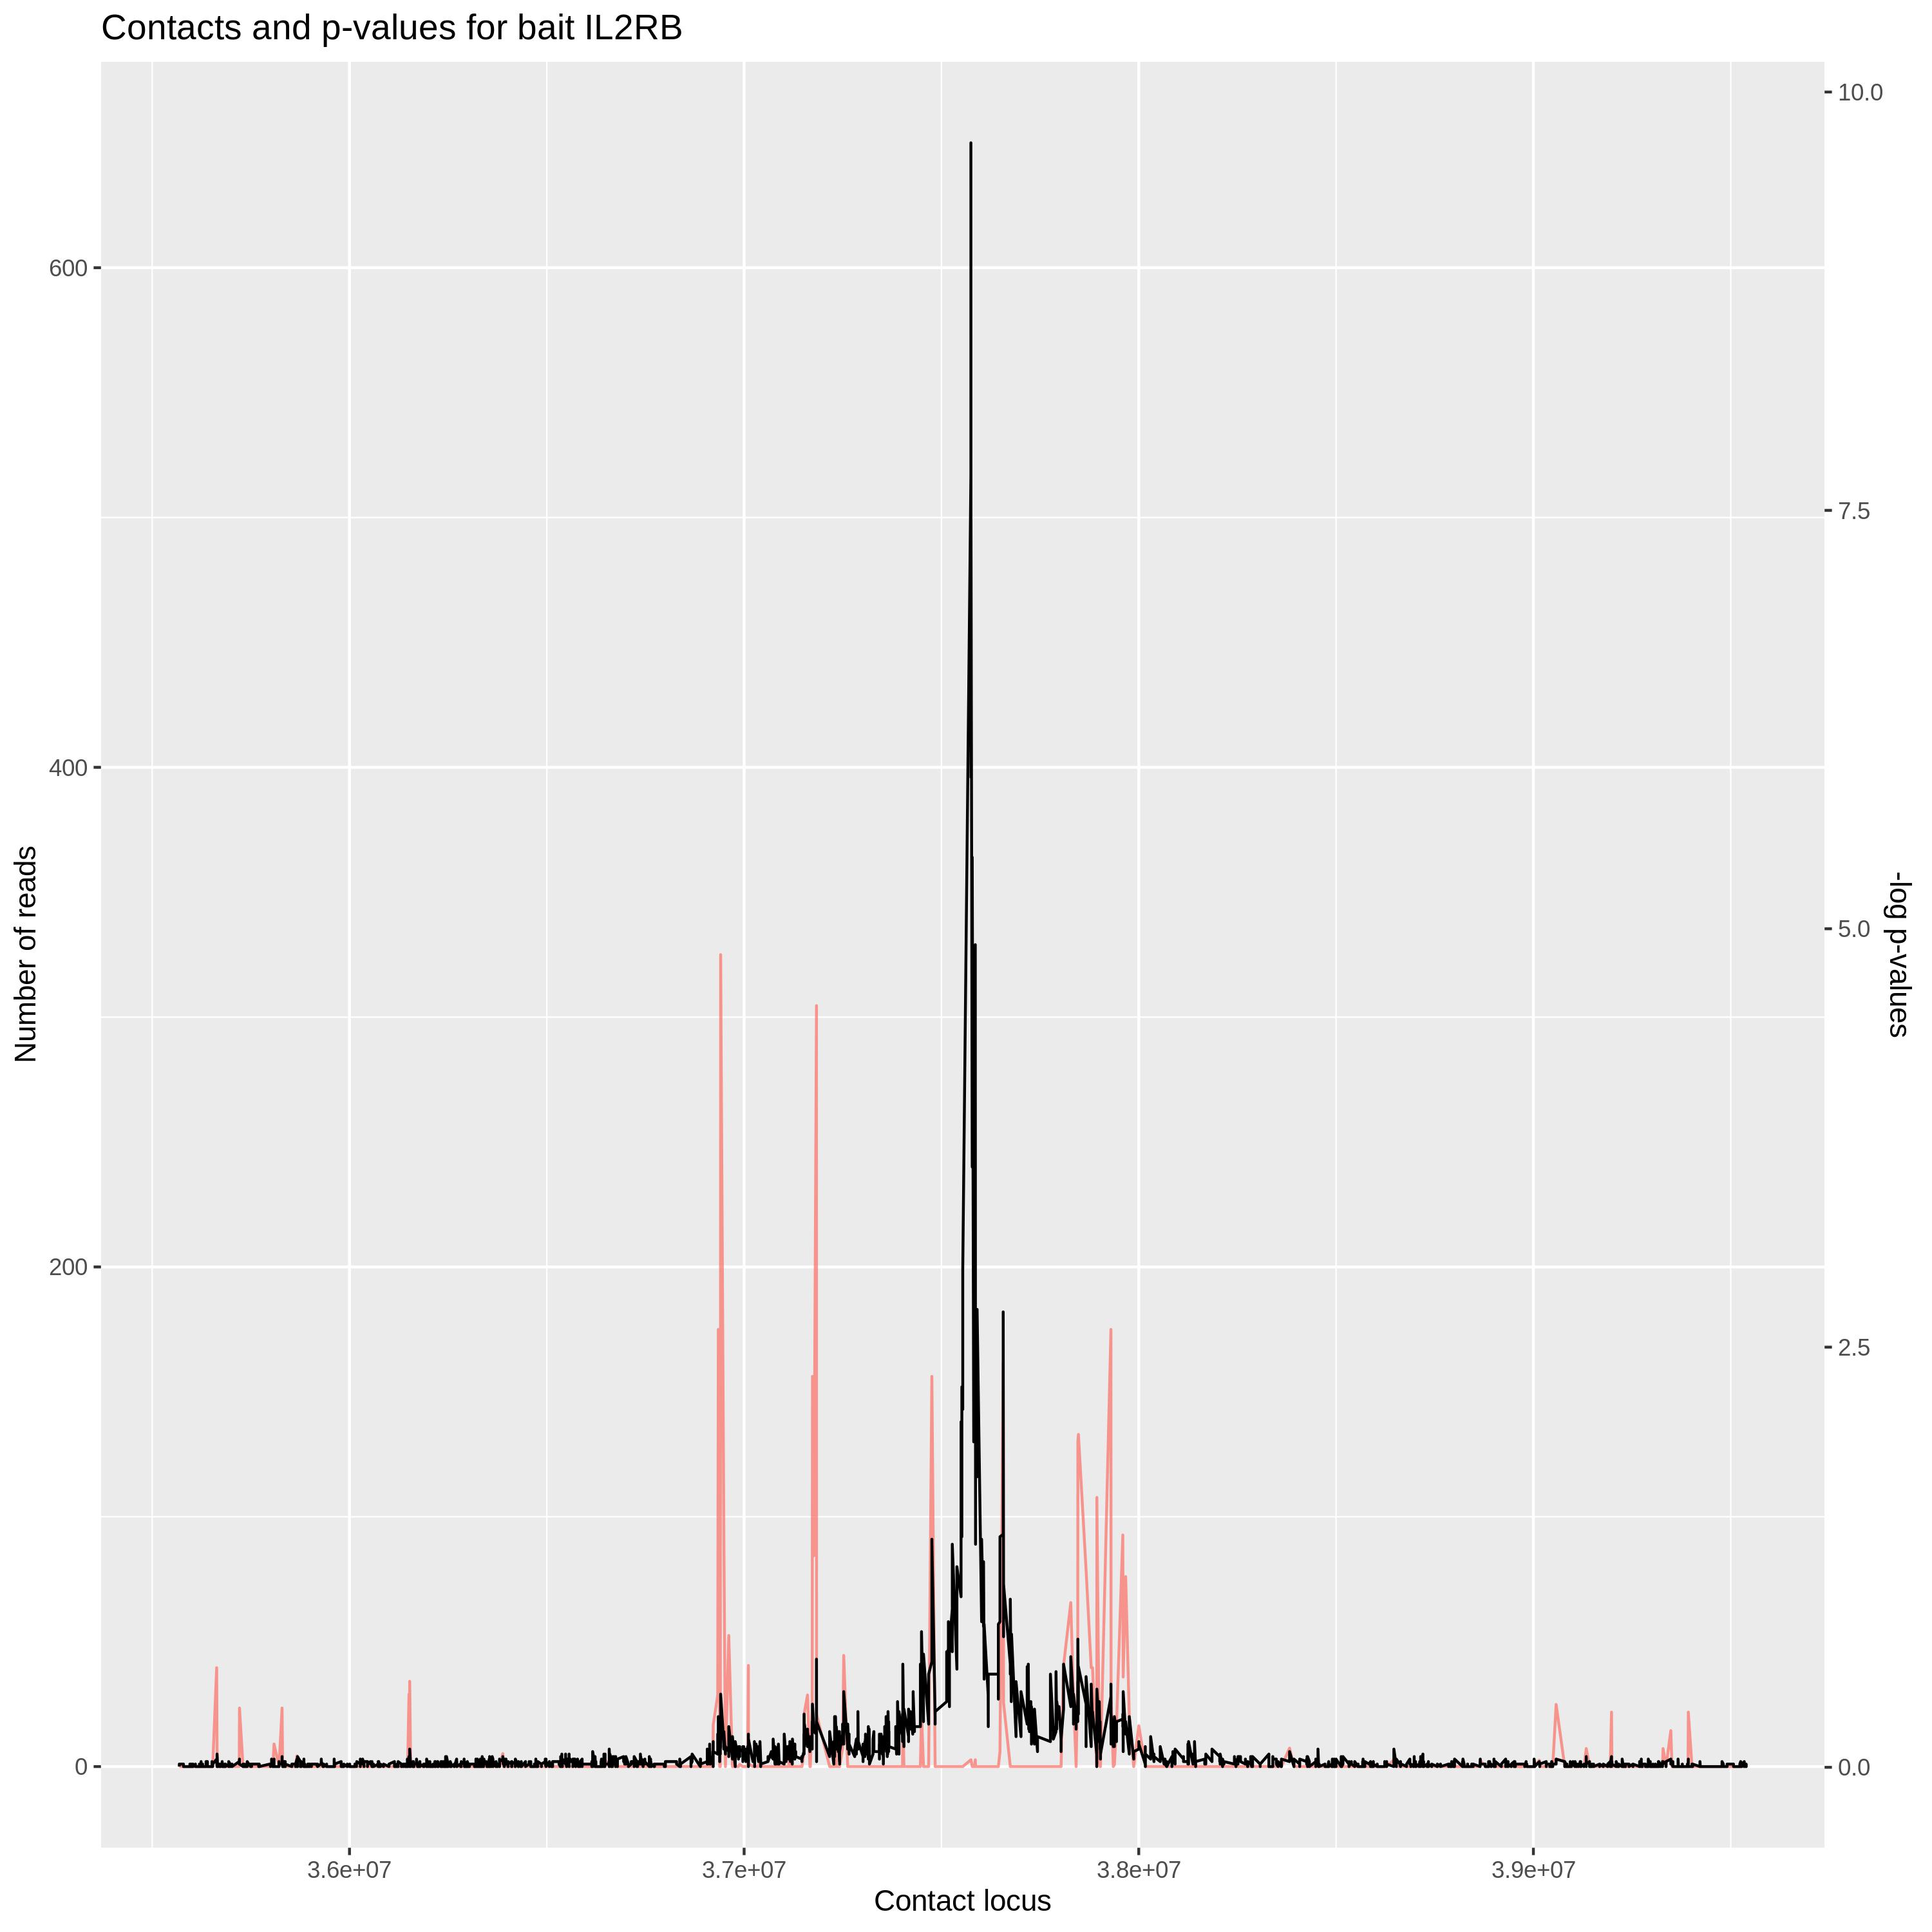 Contacts and p-values for bait IL2RB
10.0
600
7.5
400
Number of reads
5.0
-log p-values
200
2.5
0
0.0
3.6e+07 3.7e+07 3.8e+07 3.9e+07
Contact locus